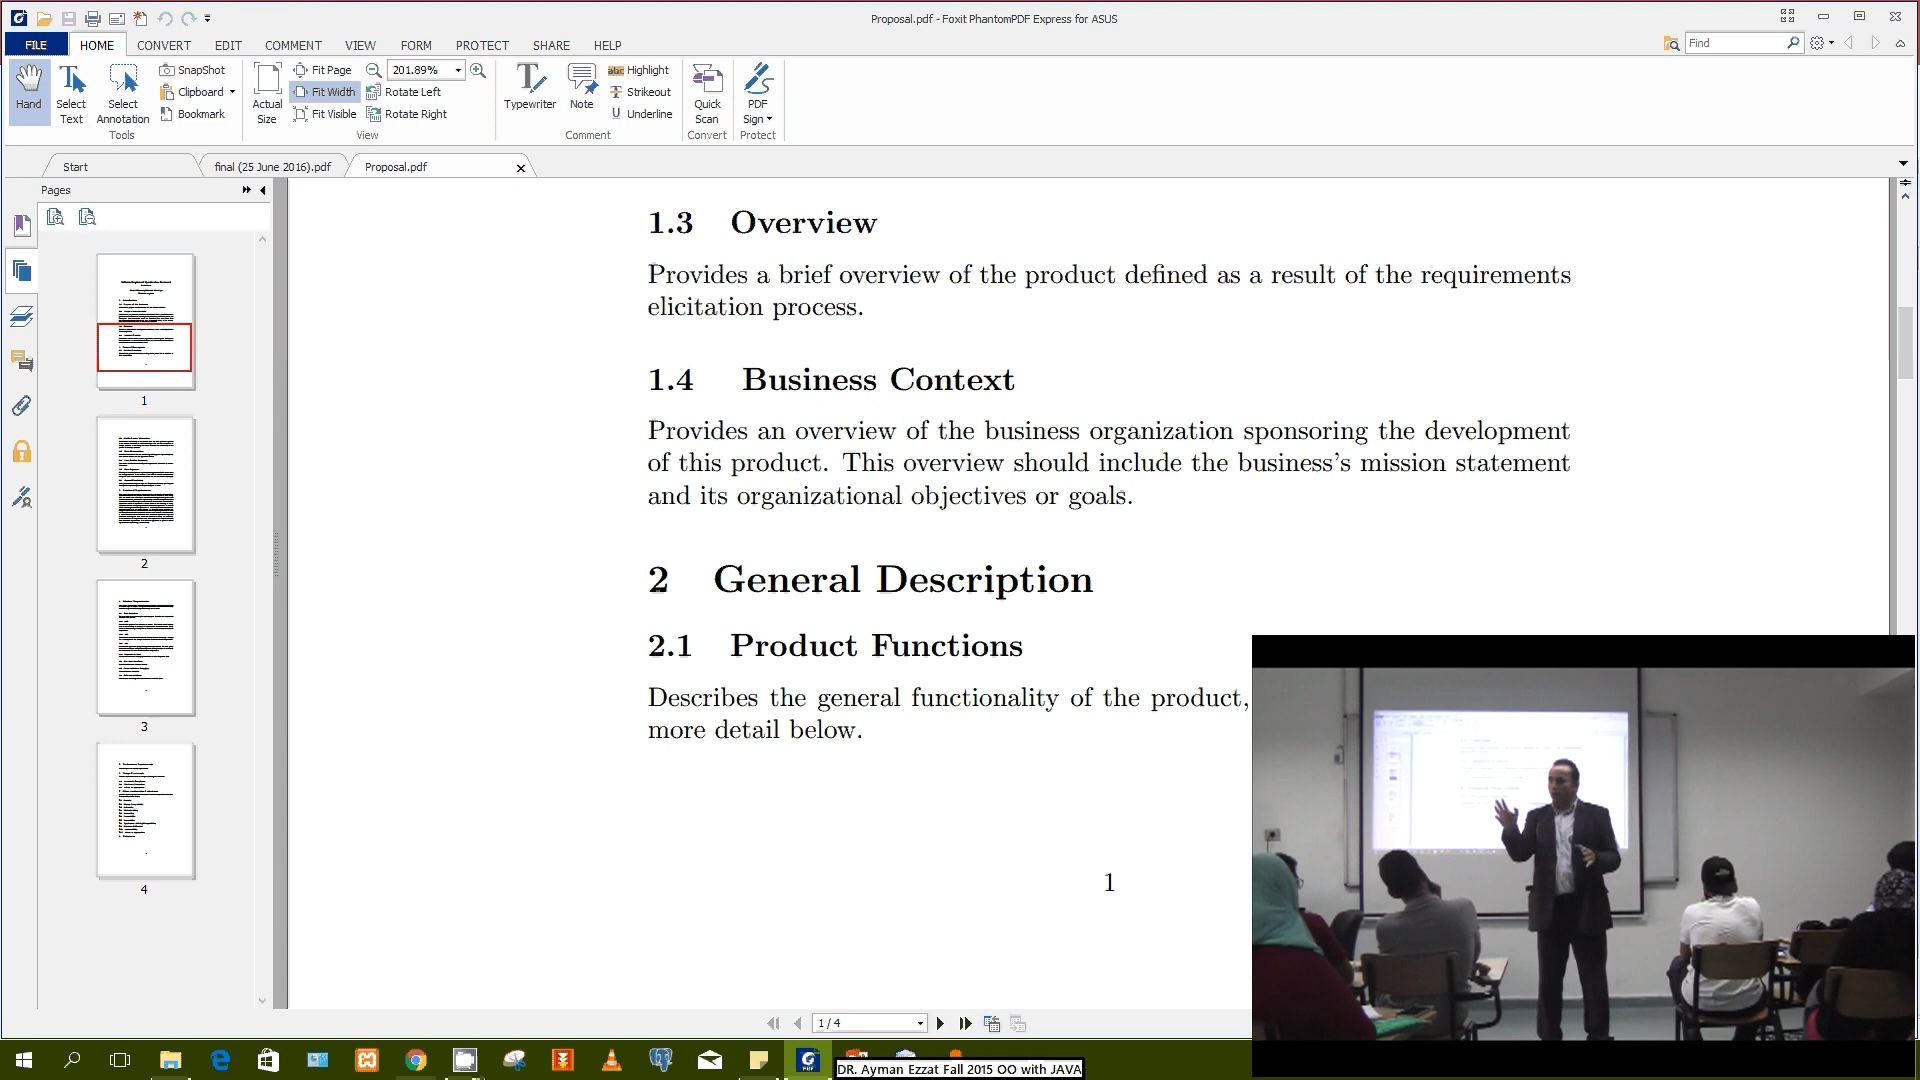 Proposal.pdf - Foxit PhantomPDF Express for ASUS
FILE HOME CONVERT EDIT COMMENT VIEW FORM PROTECT SHARE HELP
Find
Hand
Select Text
Select Annotation
SnapShot
Clipboard
Bookmark
Tools
Actual Size
Fit Page
Fit Width
Fit Visible
201.89%
Rotate Left
Rotate Right
View
Typewriter
Note
Highlight
Strikeout
Underline
Comment
Quick Scan
Convert
PDF Sign
Protect
Start
final (25 June 2016).pdf
Proposal.pdf
Pages
1
2
3
4
1.3 Overview
Provides a brief overview of the product defined as a result of the requirements
elicitation process.
1.4 Business Context
Provides an overview of the business organization sponsoring the development
of this product. This overview should include the business's mission statement
and its organizational objectives or goals.
2 General Description
2.1 Product Functions
Describes the general functionality of the product,
more detail below.
1
1 / 4
DR. Ayman Ezzat Fall 2015 OO with JAVA